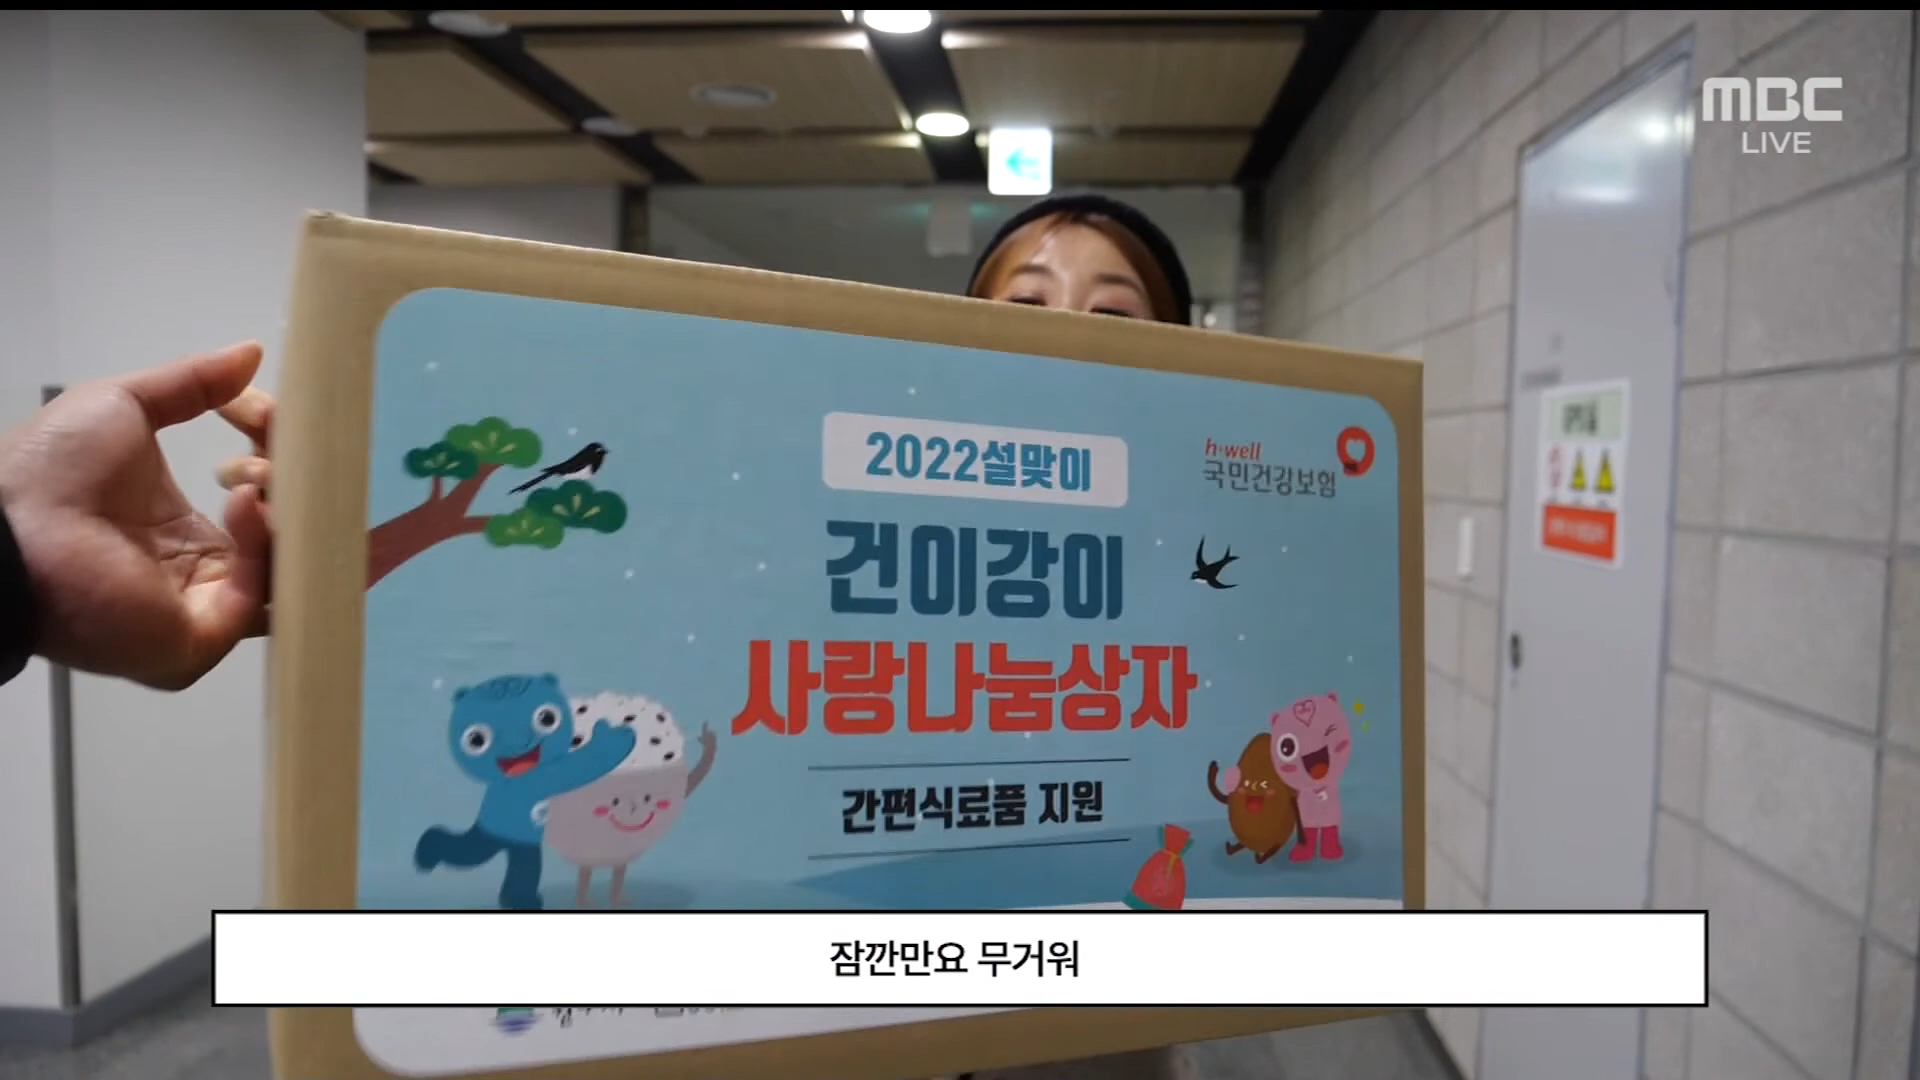 MBC
LIVE
2022설맞이
h·well
국민건강보험
건이강이
사랑나눔상자
간편식료품 지원
잠깐만요 무거워